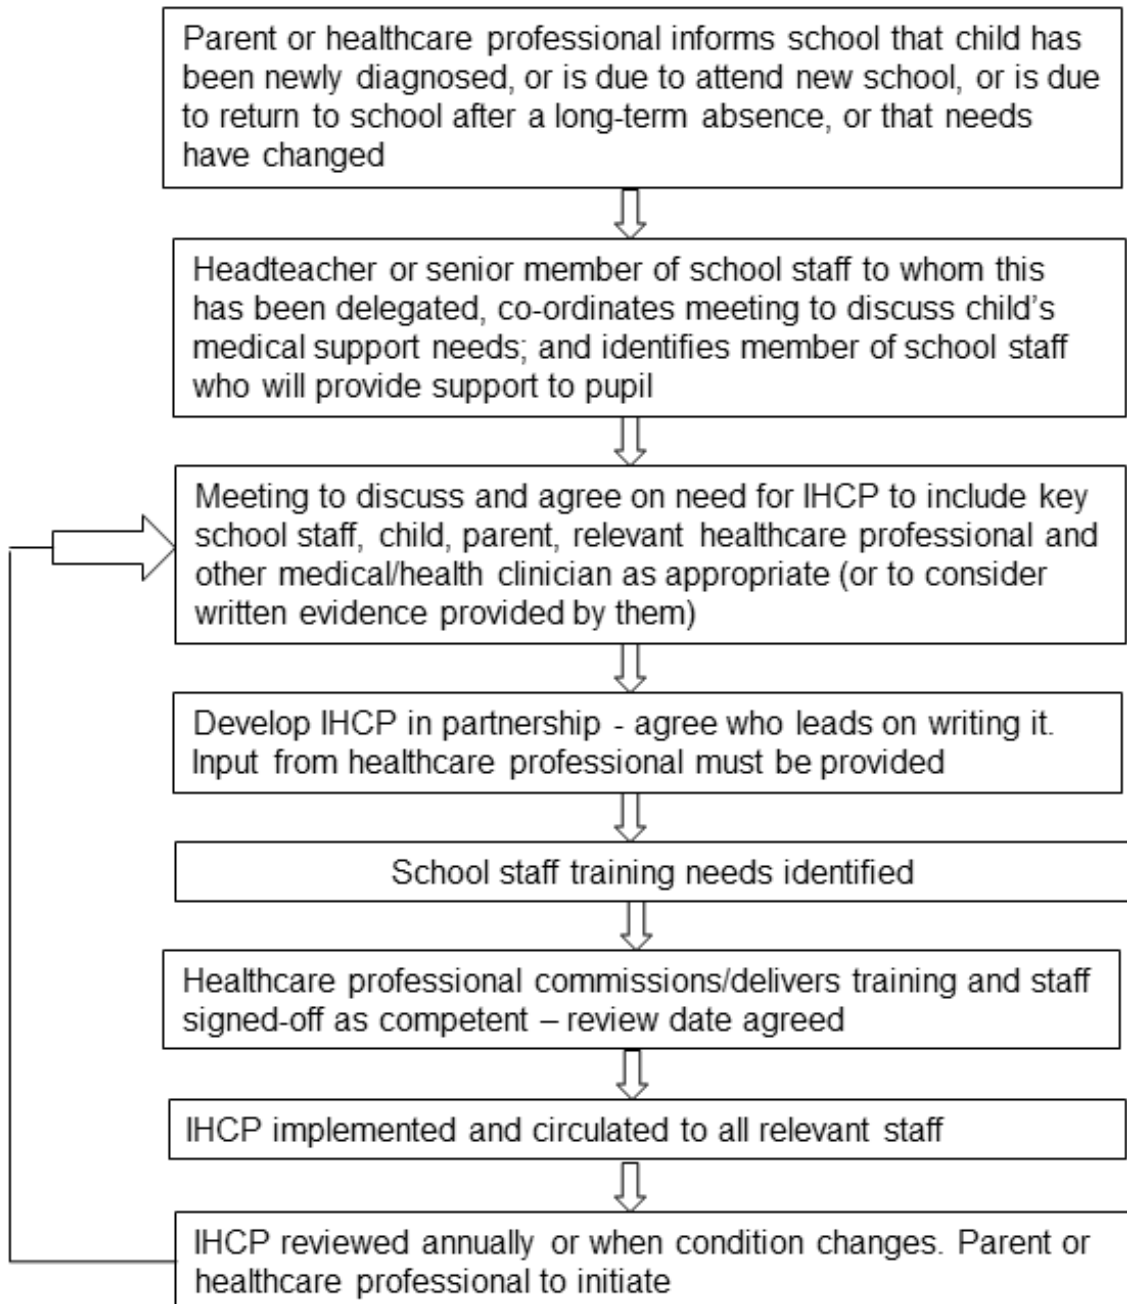 Parent or healthcare professional informs school that child has
been newly diagnosed, or is due to attend new school, or is due
to return to school after a long-term absence, or that needs
have changed
Headteacher or senior member of school staff to whom this
has been delegated, co-ordinates meeting to discuss child’s
medical support needs; and identifies member of school staff
who will provide support to pupil
Meeting to discuss and agree on need for IHCP to include key
school staff, child, parent, relevant healthcare professional and
other medical/health clinician as appropriate (or to consider
written evidence provided by them)
Develop IHCP in partnership - agree who leads on writing it.
Input from healthcare professional must be provided
School staff training needs identified
Healthcare professional commissions/delivers training and staff
signed-off as competent – review date agreed
IHCP implemented and circulated to all relevant staff
IHCP reviewed annually or when condition changes. Parent or
healthcare professional to initiate